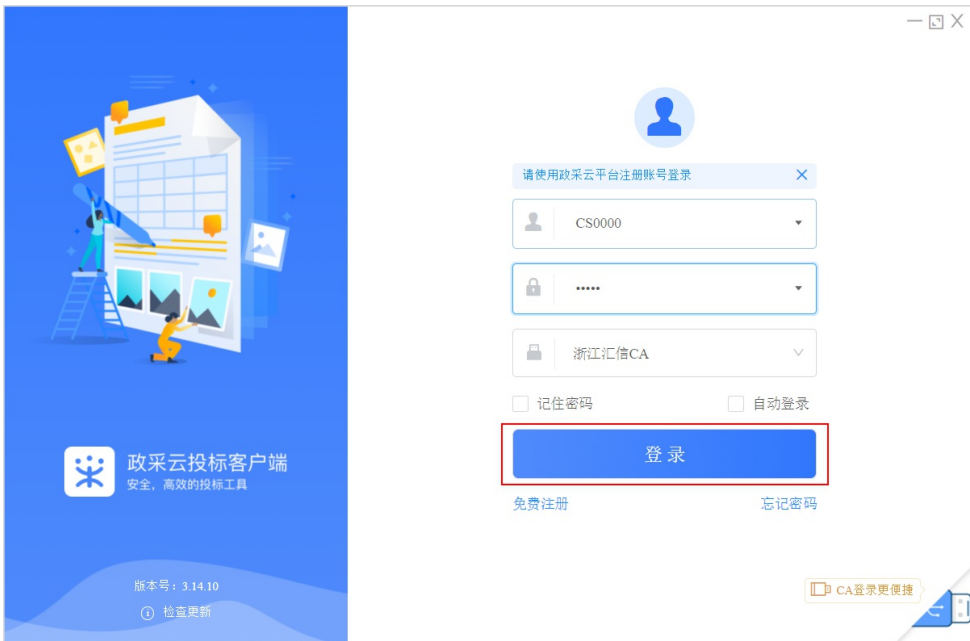 请使用政采云平台注册账号登录
CS0000
•••••
浙江汇信CA
记住密码
自动登录
登录
免费注册
忘记密码
政采云投标客户端
安全，高效的投标工具
版本号：3.14.10
检查更新
CA登录更便捷